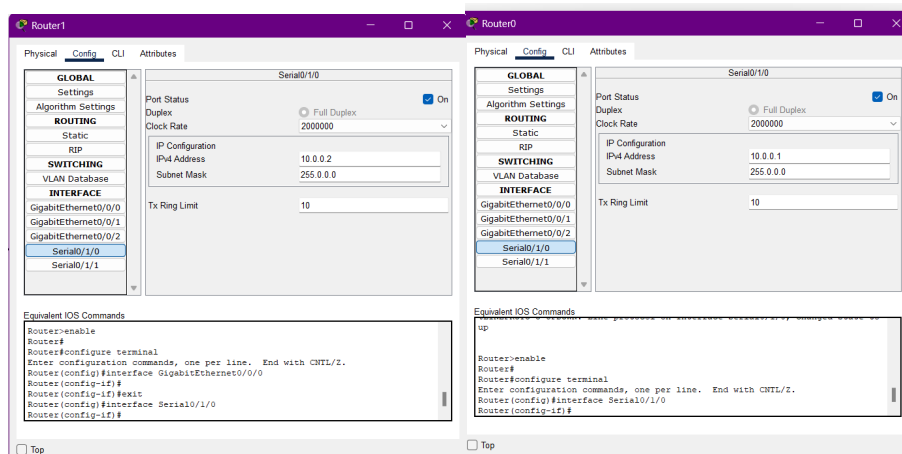 Router1
Physical Config CLI Attributes
GLOBAL
Settings
Algorithm Settings
ROUTING
Static
RIP
SWITCHING
VLAN Database
INTERFACE
GigabitEthernet0/0/0
GigabitEthernet0/0/1
GigabitEthernet0/0/2
Serial0/1/0
Serial0/1/1
Serial0/1/0
Port Status On
Duplex Full Duplex
Clock Rate 2000000
IP Configuration
IPv4 Address 10.0.0.2
Subnet Mask 255.0.0.0
Tx Ring Limit 10
Equivalent IOS Commands
Router>enable
Router#
Router#configure terminal
Enter configuration commands, one per line. End with CNTL/Z.
Router(config)#interface GigabitEthernet0/0/0
Router(config-if)#
Router(config-if)#exit
Router(config)#interface Serial0/1/0
Router(config-if)#
Top
Router0
Physical Config CLI Attributes
GLOBAL
Settings
Algorithm Settings
ROUTING
Static
RIP
SWITCHING
VLAN Database
INTERFACE
GigabitEthernet0/0/0
GigabitEthernet0/0/1
GigabitEthernet0/0/2
Serial0/1/0
Serial0/1/1
Serial0/1/0
Port Status On
Duplex Full Duplex
Clock Rate 2000000
IP Configuration
IPv4 Address 10.0.0.1
Subnet Mask 255.0.0.0
Tx Ring Limit 10
Equivalent IOS Commands
up
Router>enable
Router#
Router#configure terminal
Enter configuration commands, one per line. End with CNTL/Z.
Router(config)#interface Serial0/1/0
Router(config-if)#
Top